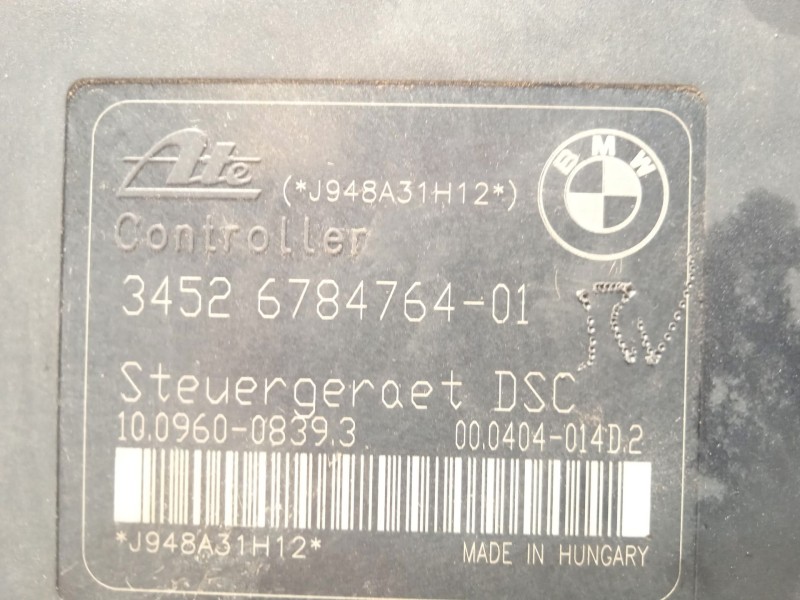 Ate
(*J948A31H12*)
BMW
Controller
3452 6784764-01
Steuergeraet DSC
10.0960-0839.3 00.0404-014D.2
*J948A31H12*
MADE IN HUNGARY